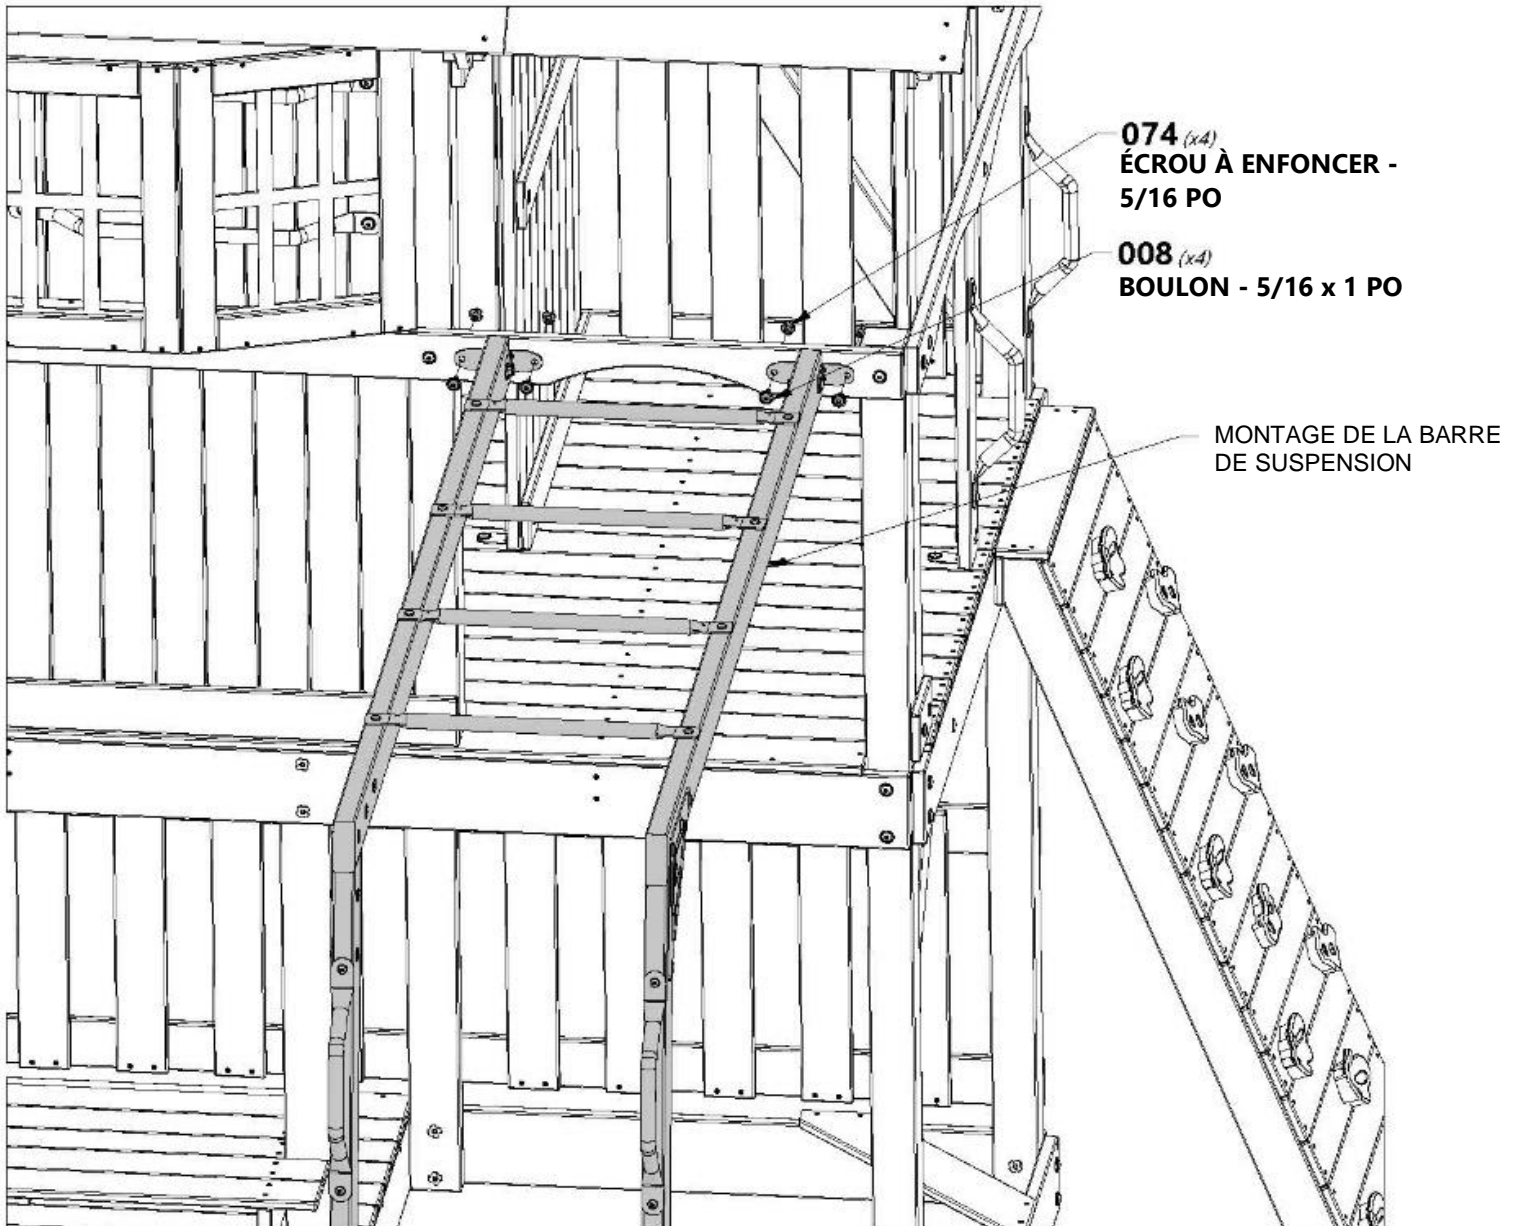 074 (x4)
ÉCROU À ENFONCER -
5/16 PO
008 (x4)
BOULON - 5/16 x 1 PO
MONTAGE DE LA BARRE
DE SUSPENSION